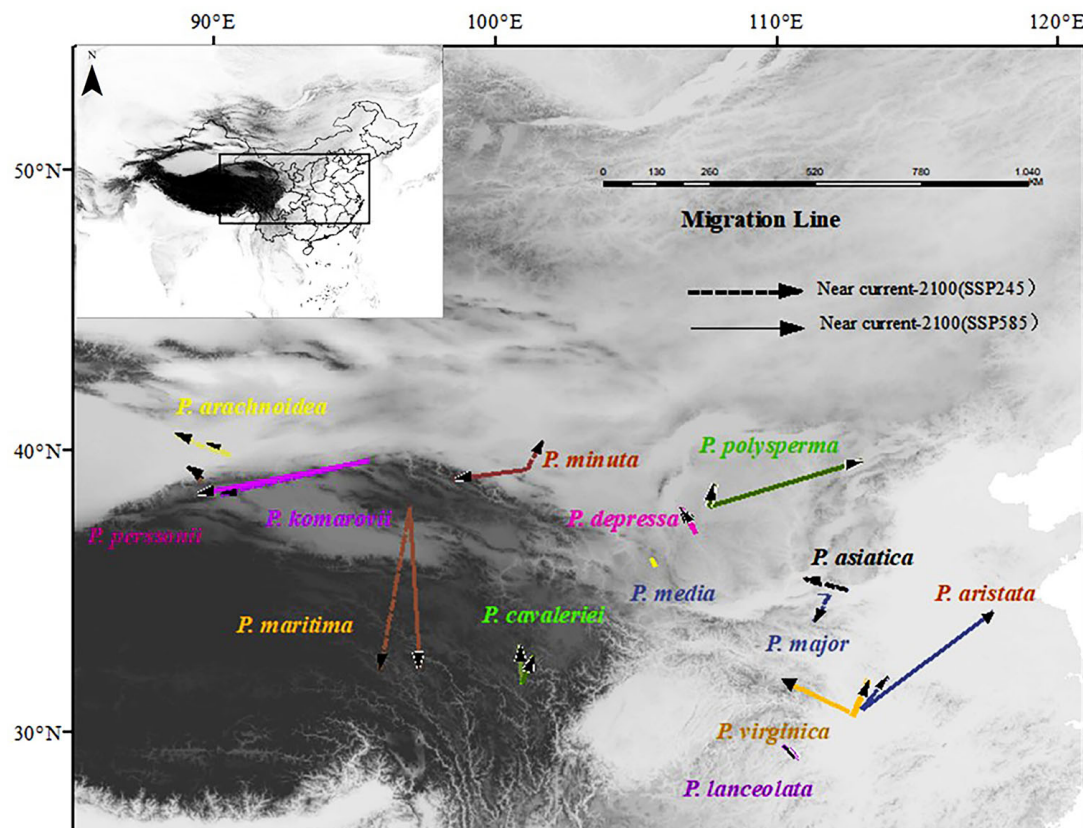 90°E 100°E 110°E 120°E
N
50°N
0 130 260 520 780 1.040
KM
Migration Line
Near current-2100(SSP245)
Near current-2100(SSP585)
P. arachnoidea
40°N
P. minuta
P. polysperma
P. perssonii
P. komarovii
P. depressa
P. asiatica
P. media
P. aristata
P. maritima
P. cavaleriei
P. major
30°N
P. virginica
P. lanceolata